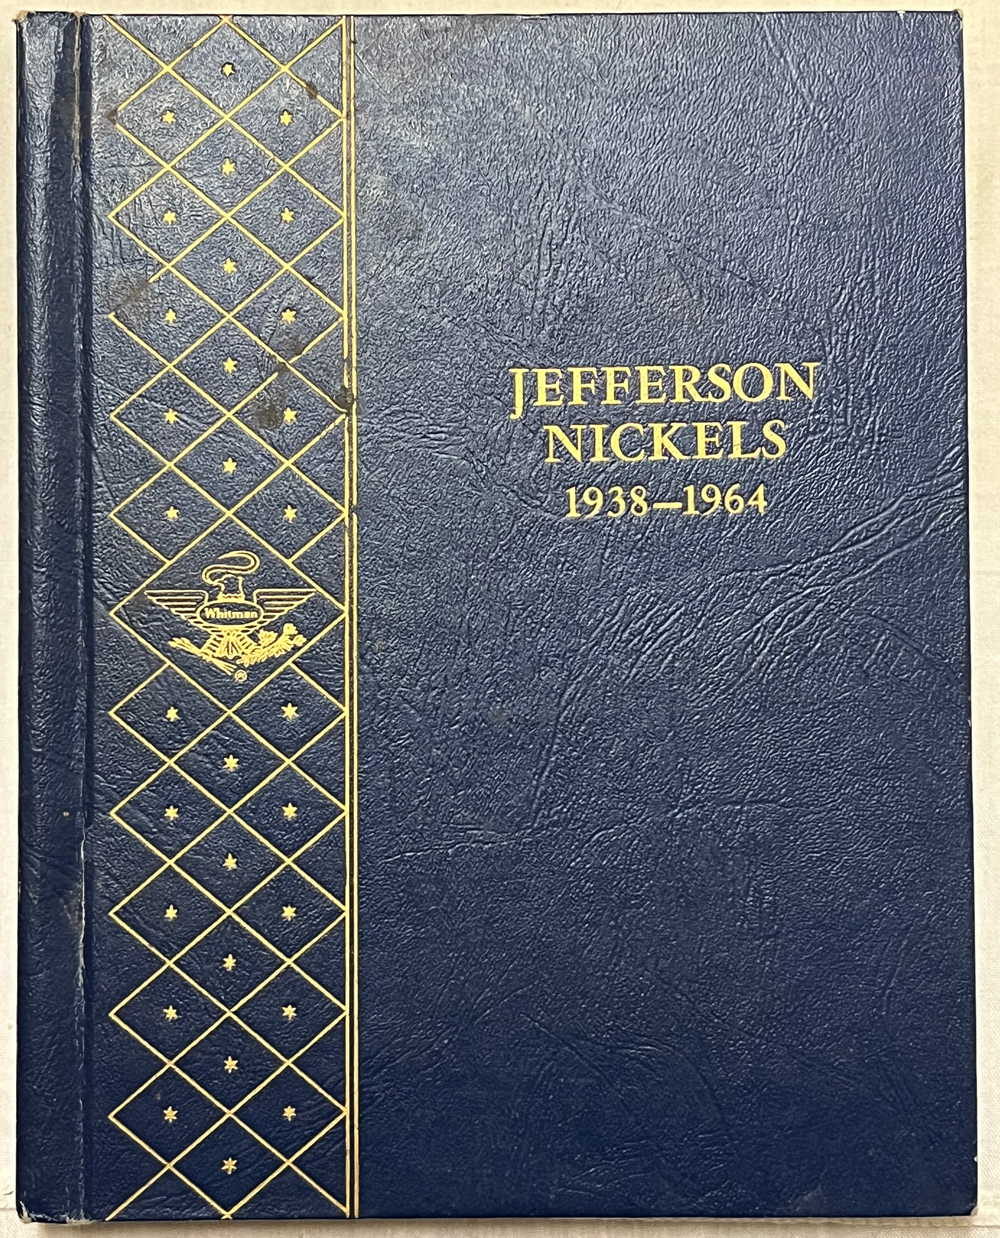 JEFFERSON
NICKELS
1938–1964
Whitman
®